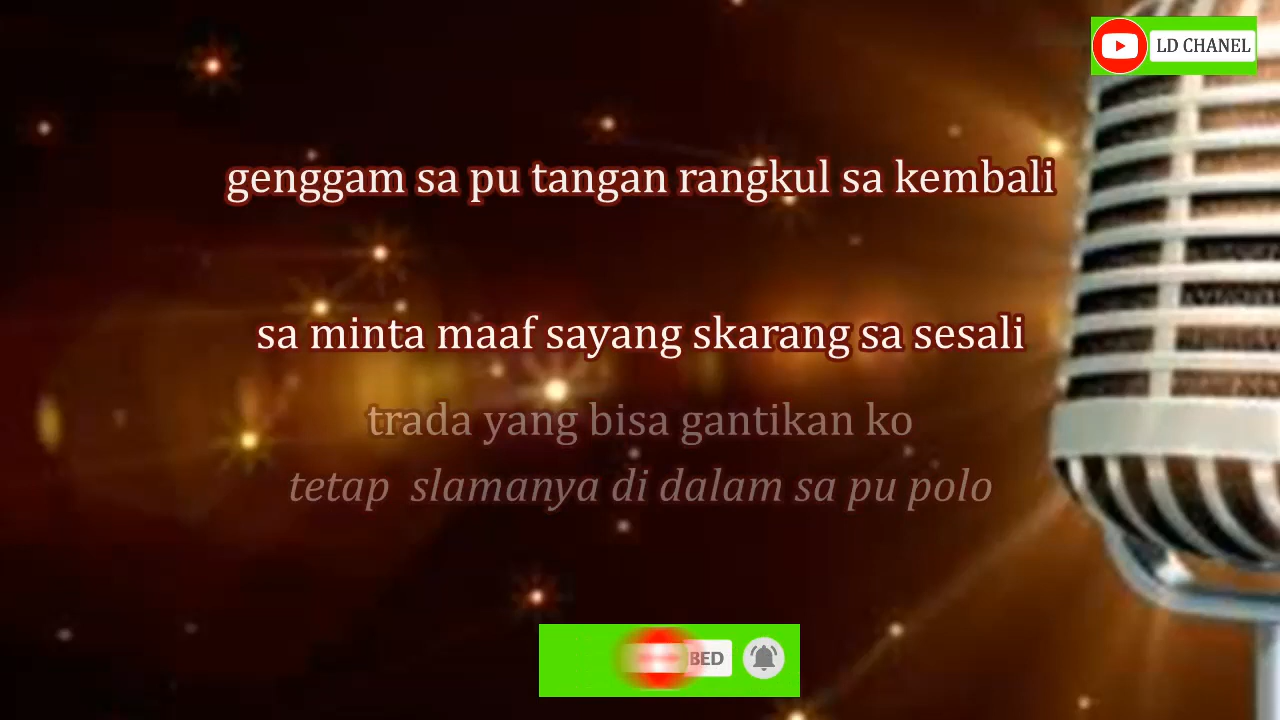 LD CHANEL
genggam sa pu tangan rangkul sa kembali
sa minta maaf sayang skarang sa sesali
trada yang bisa gantikan ko
tetap slamanya di dalam sa pu polo
BED